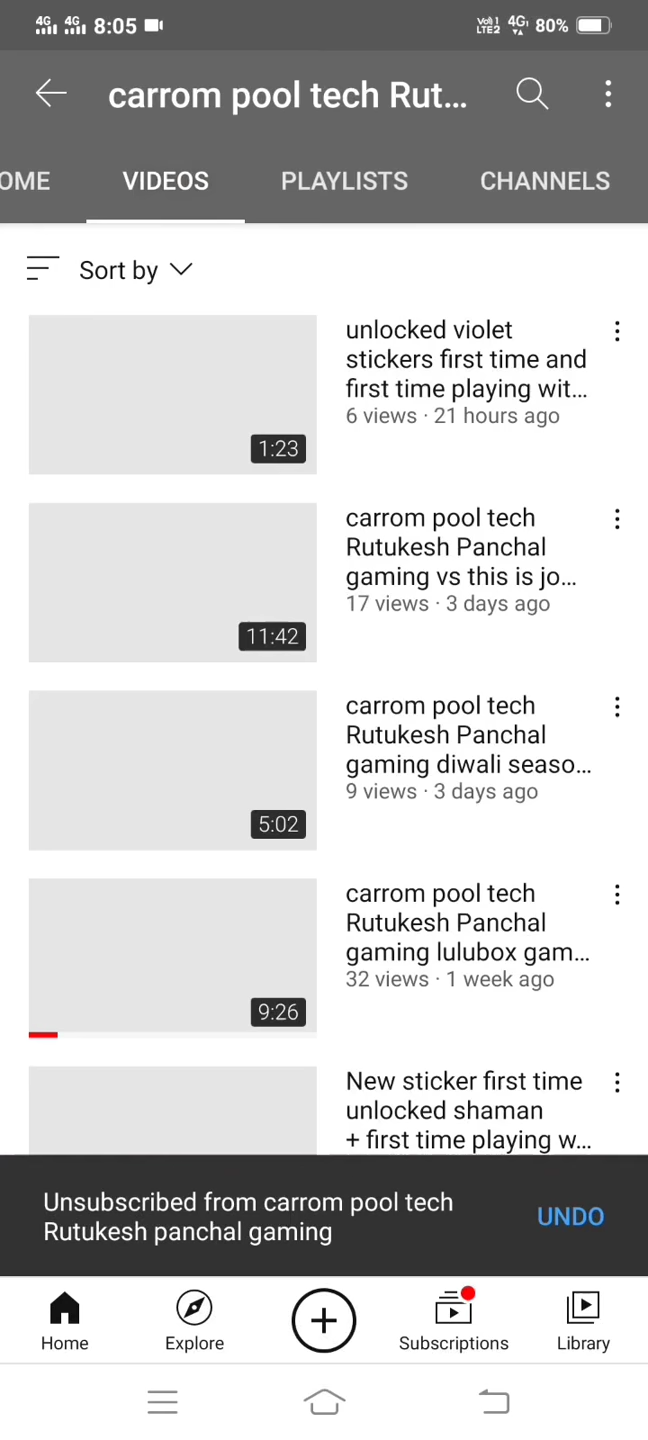 4G 4G 8:05 Vol) 1 LTE2 4G 80%
carrom pool tech Rut...
OME VIDEOS PLAYLISTS CHANNELS
Sort by
unlocked violet
stickers first time and
first time playing wit...
6 views · 21 hours ago
1:23
carrom pool tech
Rutukesh Panchal
gaming vs this is jo...
17 views · 3 days ago
11:42
carrom pool tech
Rutukesh Panchal
gaming diwali seaso...
9 views · 3 days ago
5:02
carrom pool tech
Rutukesh Panchal
gaming lulubox gam...
32 views · 1 week ago
9:26
New sticker first time
unlocked shaman
+ first time playing w...
Unsubscribed from carrom pool tech
Rutukesh panchal gaming
UNDO
Home Explore Subscriptions Library